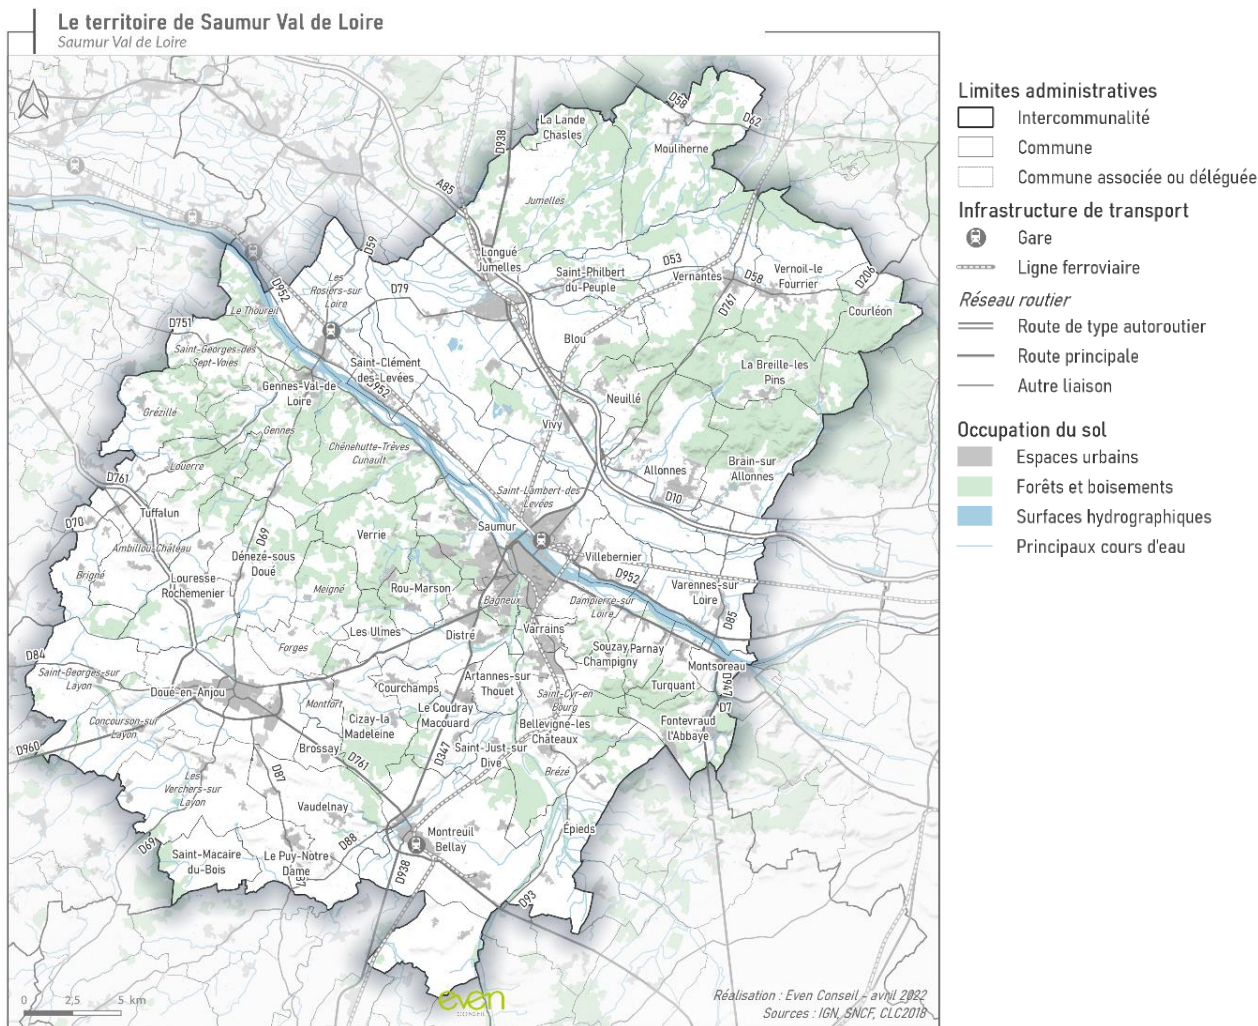 Le territoire de Saumur Val de Loire
Saumur Val de Loire
Limites administratives
Intercommunalité
Commune
Commune associée ou déléguée
Infrastructure de transport
Gare
Ligne ferroviaire
Réseau routier
Route de type autoroutier
Route principale
Autre liaison
Occupation du sol
Espaces urbains
Forêts et boisements
Surfaces hydrographiques
Principaux cours d'eau
D58
D62
La Lande
Chasles
D938
Mouliherne
A85
Jumelles
D59
Longué
Jumelles
D53
Saint-Philbert
du-Peuple
Vernantes
D58
Vernoil-le
Fourrier
D206
D952
Les
Rosiers-sur
Loire
D79
D767
Courléon
Le Thoureil
D751
Saint-Georges-des
Sept-Voies
Blou
Saint-Clément
des-Levées
D952
La Breille-les
Pins
Gennes-Val-de
Loire
Neuillé
Grézillé
Gennes
Vivy
Chênehutte-Trèves
Cunault
Louerre
Allonnes
Brain-sur
Allonnes
D761
D10
Saint-Lambert-des
Levées
Tuffalun
D70
Saumur
D69
Verrie
Ambillou-Château
Dénezé-sous
Doué
Villebernier
Brigné
Louresse-
Rochemenier
Meigné
Rou-Marson
D952
Varennes-sur
Loire
Bagneux
Dampierre-sur
Loire
D85
Les Ulmes
Distré
Varrains
Forges
Souzay
Champigny
Parnay
D84
Montsoreau
Saint-Georges-sur
Layon
Artannes-sur
Thouet
D947
Doué-en-Anjou
Courchamps
Turquant
Montfort
Saint-Cyr-en
Bourg
D7
Concourson-sur
Layon
Cizay-la
Madeleine
Le Coudray
Macouard
Bellevigne-les
Châteaux
Fontevraud
l'Abbaye
D960
Brossay
D761
D347
Saint-Just-sur
Dive
D87
Brézé
Les
Verchers-sur
Layon
Vaudelnay
Montreuil
Bellay
Épieds
D69
D88
Saint-Macaire
du-Bois
Le Puy-Notre
Dame
D938
D93
0 2,5 5 km
even
CONSEIL
Réalisation : Even Conseil - avril 2022
Sources : IGN, SNCF, CLC2018